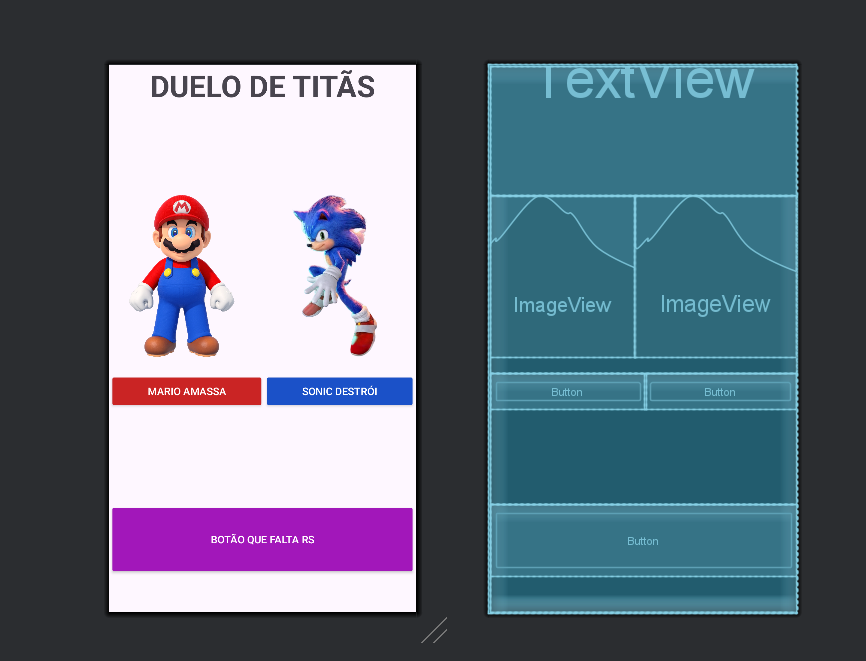 DUELO DE TITÃS
M
MARIO AMASSA
SONIC DESTRÓI
BOTÃO QUE FALTA RS
TextView
ImageView
ImageView
Button
Button
Button